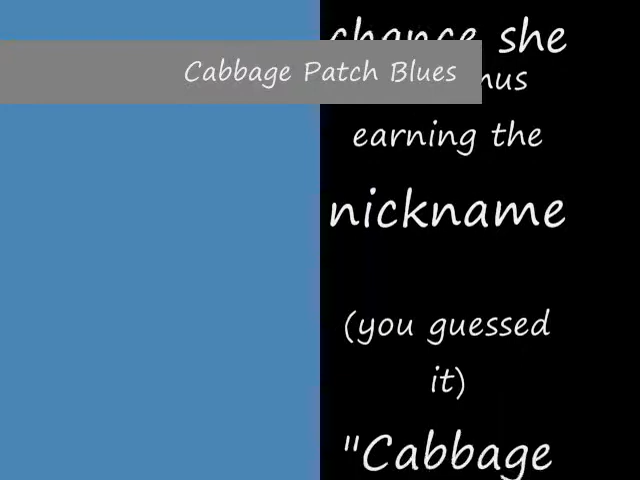 chance she
Cabbage Patch Blues
earning the
nickname
(you guessed
it)
"Cabbage